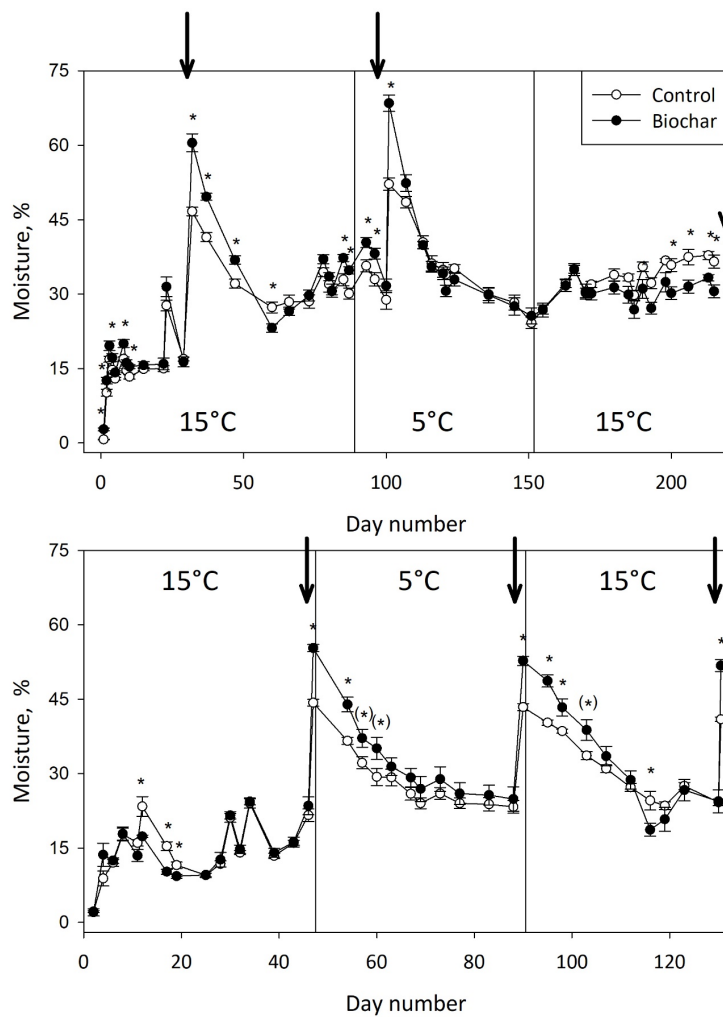 75
60
45
30
15
0
Moisture, %
Control
Biochar
* * * * * * * * * * * * * * * * * *
15°C 5°C 15°C
0 50 100 150 200
Day number
75
60
45
30
15
0
Moisture, %
15°C 5°C 15°C
* * * * * (*) (*) * * * (*) * *
0 20 40 60 80 100 120
Day number